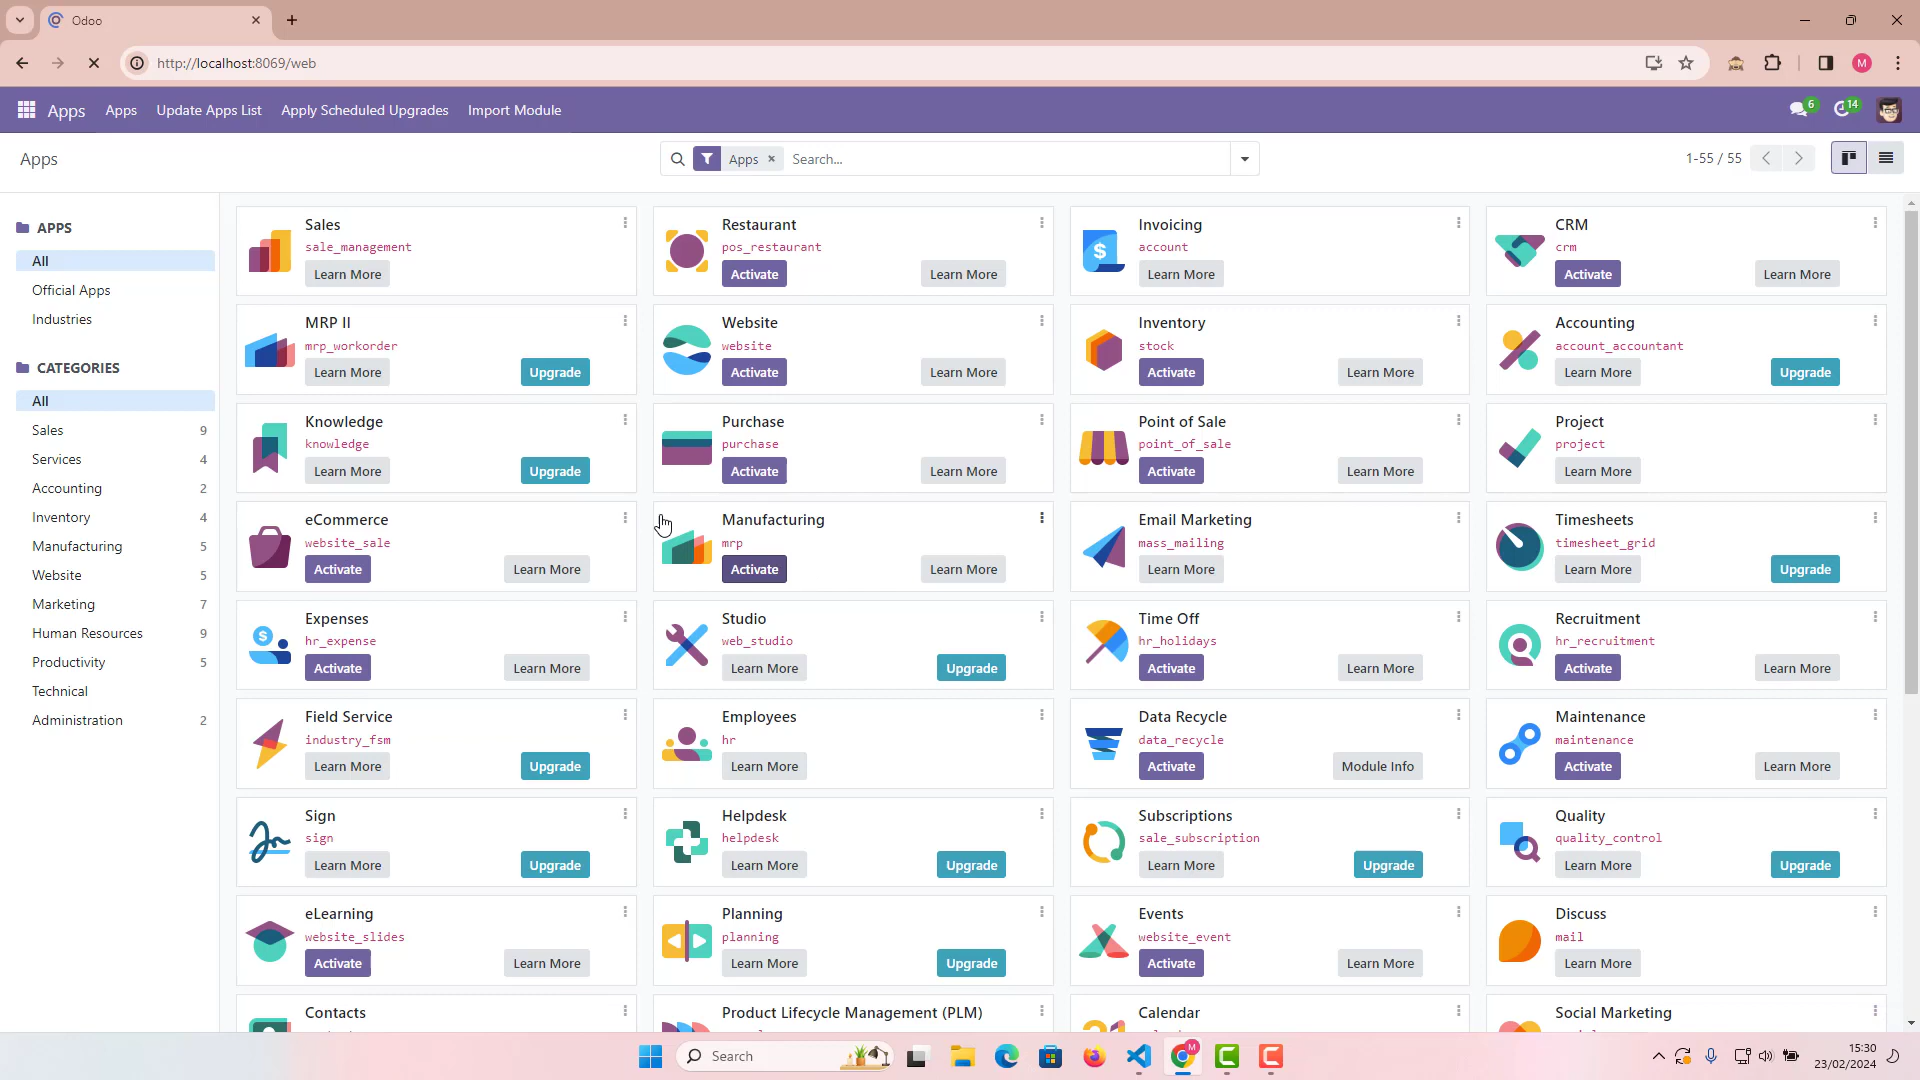 Odoo
http://localhost:8069/web
M
Apps Apps Update Apps List Apply Scheduled Upgrades Import Module 6 14
Apps
Apps × Search... 1-55 / 55
APPS
All
Official Apps
Industries
CATEGORIES
All
Sales 9
Services 4
Accounting 2
Inventory 4
Manufacturing 5
Website 5
Marketing 7
Human Resources 9
Productivity 5
Technical
Administration 2
Sales
sale_management
Learn More
Restaurant
pos_restaurant
Activate Learn More
Invoicing
account
Learn More
CRM
crm
Activate Learn More
MRP II
mrp_workorder
Learn More Upgrade
Website
website
Activate Learn More
Inventory
stock
Activate Learn More
Accounting
account_accountant
Learn More Upgrade
Knowledge
knowledge
Learn More Upgrade
Purchase
purchase
Activate Learn More
Point of Sale
point_of_sale
Activate Learn More
Project
project
Learn More
eCommerce
website_sale
Activate Learn More
Manufacturing
mrp
Activate Learn More
Email Marketing
mass_mailing
Learn More
Timesheets
timesheet_grid
Learn More Upgrade
Expenses
hr_expense
Activate Learn More
Studio
web_studio
Learn More Upgrade
Time Off
hr_holidays
Activate Learn More
Recruitment
hr_recruitment
Activate Learn More
Field Service
industry_fsm
Learn More Upgrade
Employees
hr
Learn More
Data Recycle
data_recycle
Activate Module Info
Maintenance
maintenance
Activate Learn More
Sign
sign
Learn More Upgrade
Helpdesk
helpdesk
Learn More Upgrade
Subscriptions
sale_subscription
Learn More Upgrade
Quality
quality_control
Learn More Upgrade
eLearning
website_slides
Activate Learn More
Planning
planning
Learn More Upgrade
Events
website_event
Activate Learn More
Discuss
mail
Learn More
Contacts
Product Lifecycle Management (PLM)
Calendar
Social Marketing
Search
15:30
23/02/2024